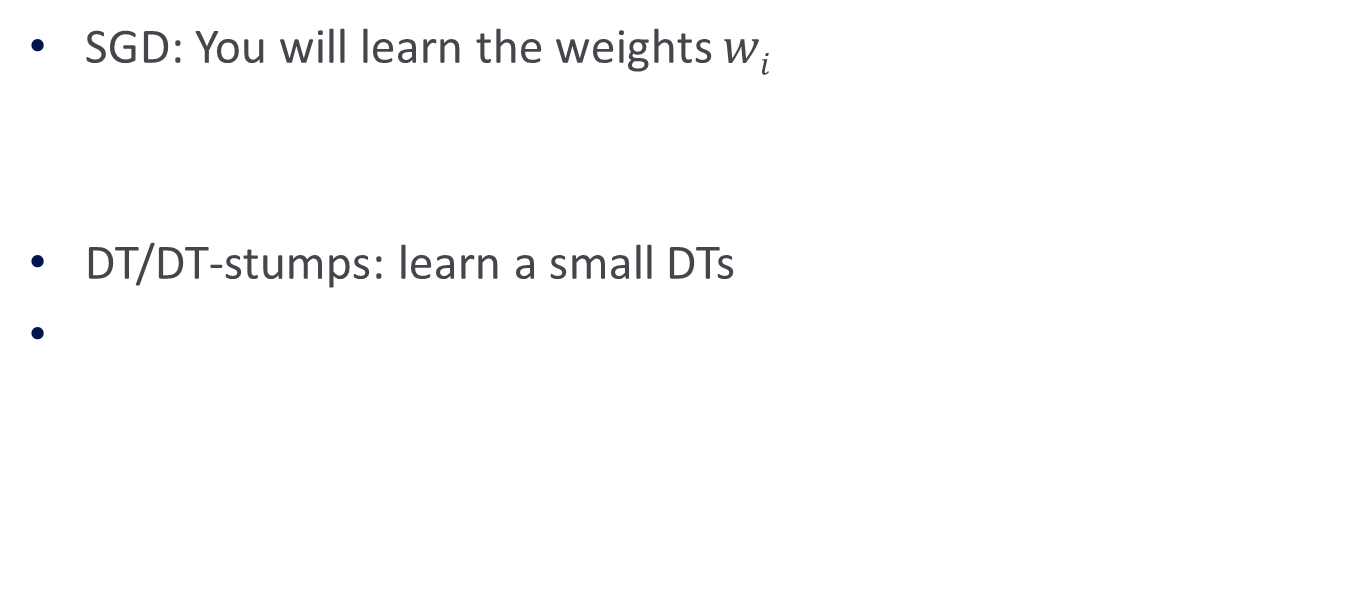 • SGD: You will learn the weights 𝑤ᵢ
• DT/DT-stumps: learn a small DTs
•